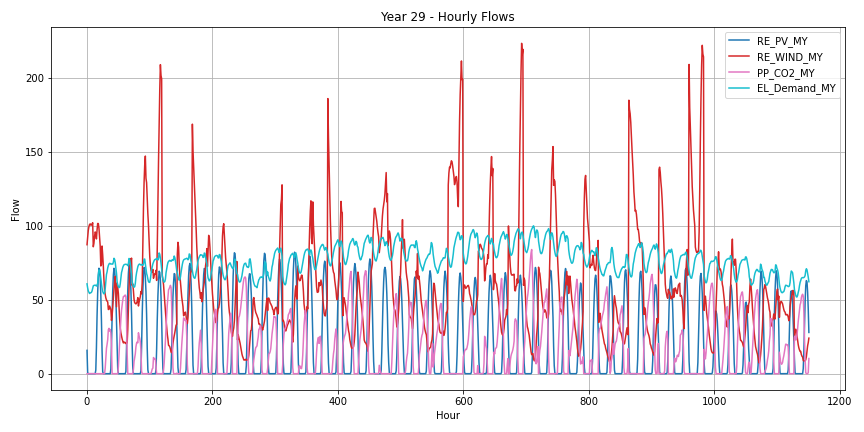 Year 29 - Hourly Flows
RE_PV_MY
RE_WIND_MY
PP_CO2_MY
EL_Demand_MY
Flow
200
150
100
50
0
0
200
400
600
800
1000
1200
Hour